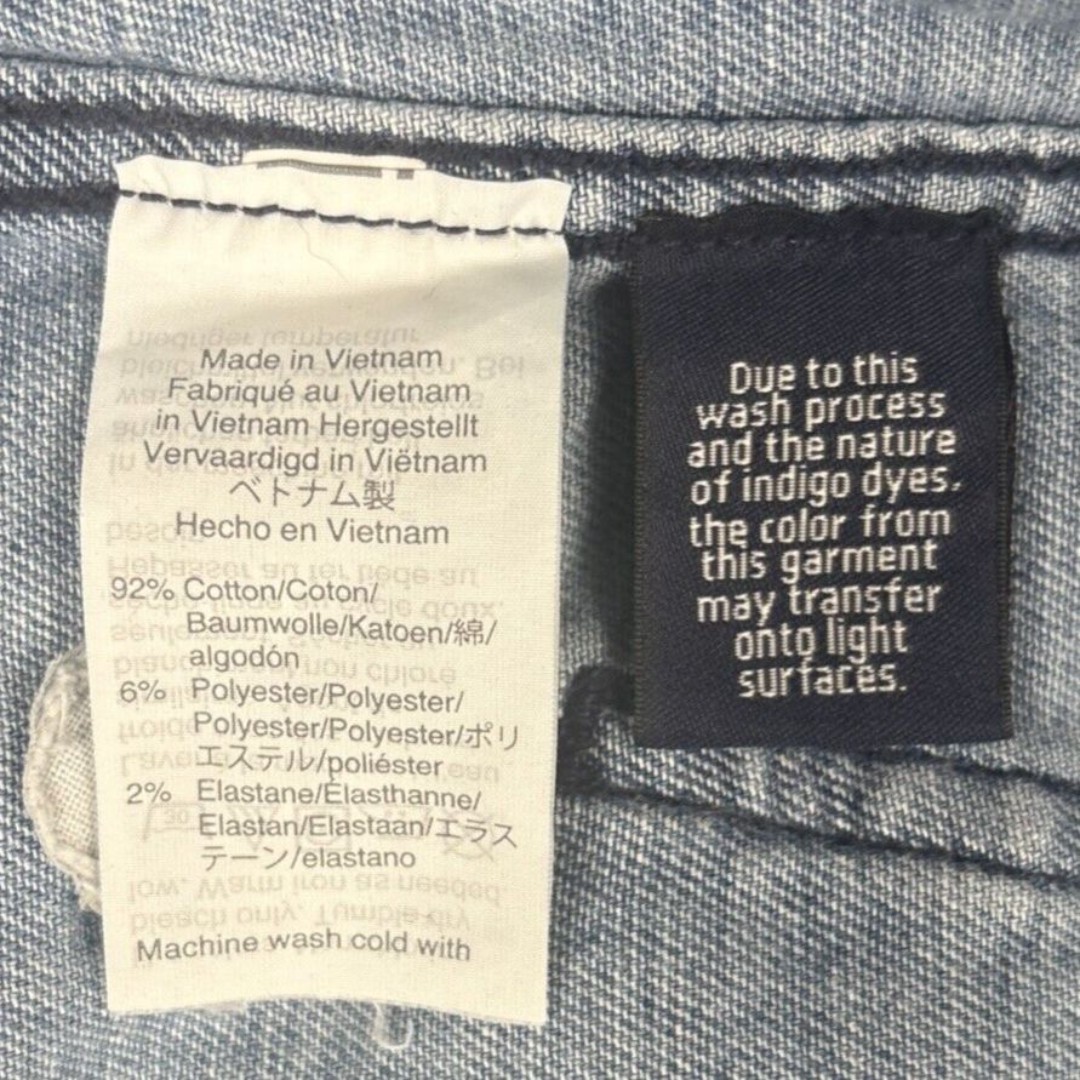 Made in Vietnam
Fabriqué au Vietnam
in Vietnam Hergestellt
Vervaardigd in Viëtnam
ベトナム製
Hecho en Vietnam
92% Cotton/Coton/
Baumwolle/Katoen/綿/
algodón
6% Polyester/Polyester/
Polyester/Polyester/ポリ
エステル/poliéster
2% Elastane/Élasthanne/
Elastan/Elastaan/エラス
テーン/elastano
Machine wash cold with
Due to this
wash process
and the nature
of indigo dyes,
the color from
this garment
may transfer
onto light
surfaces.